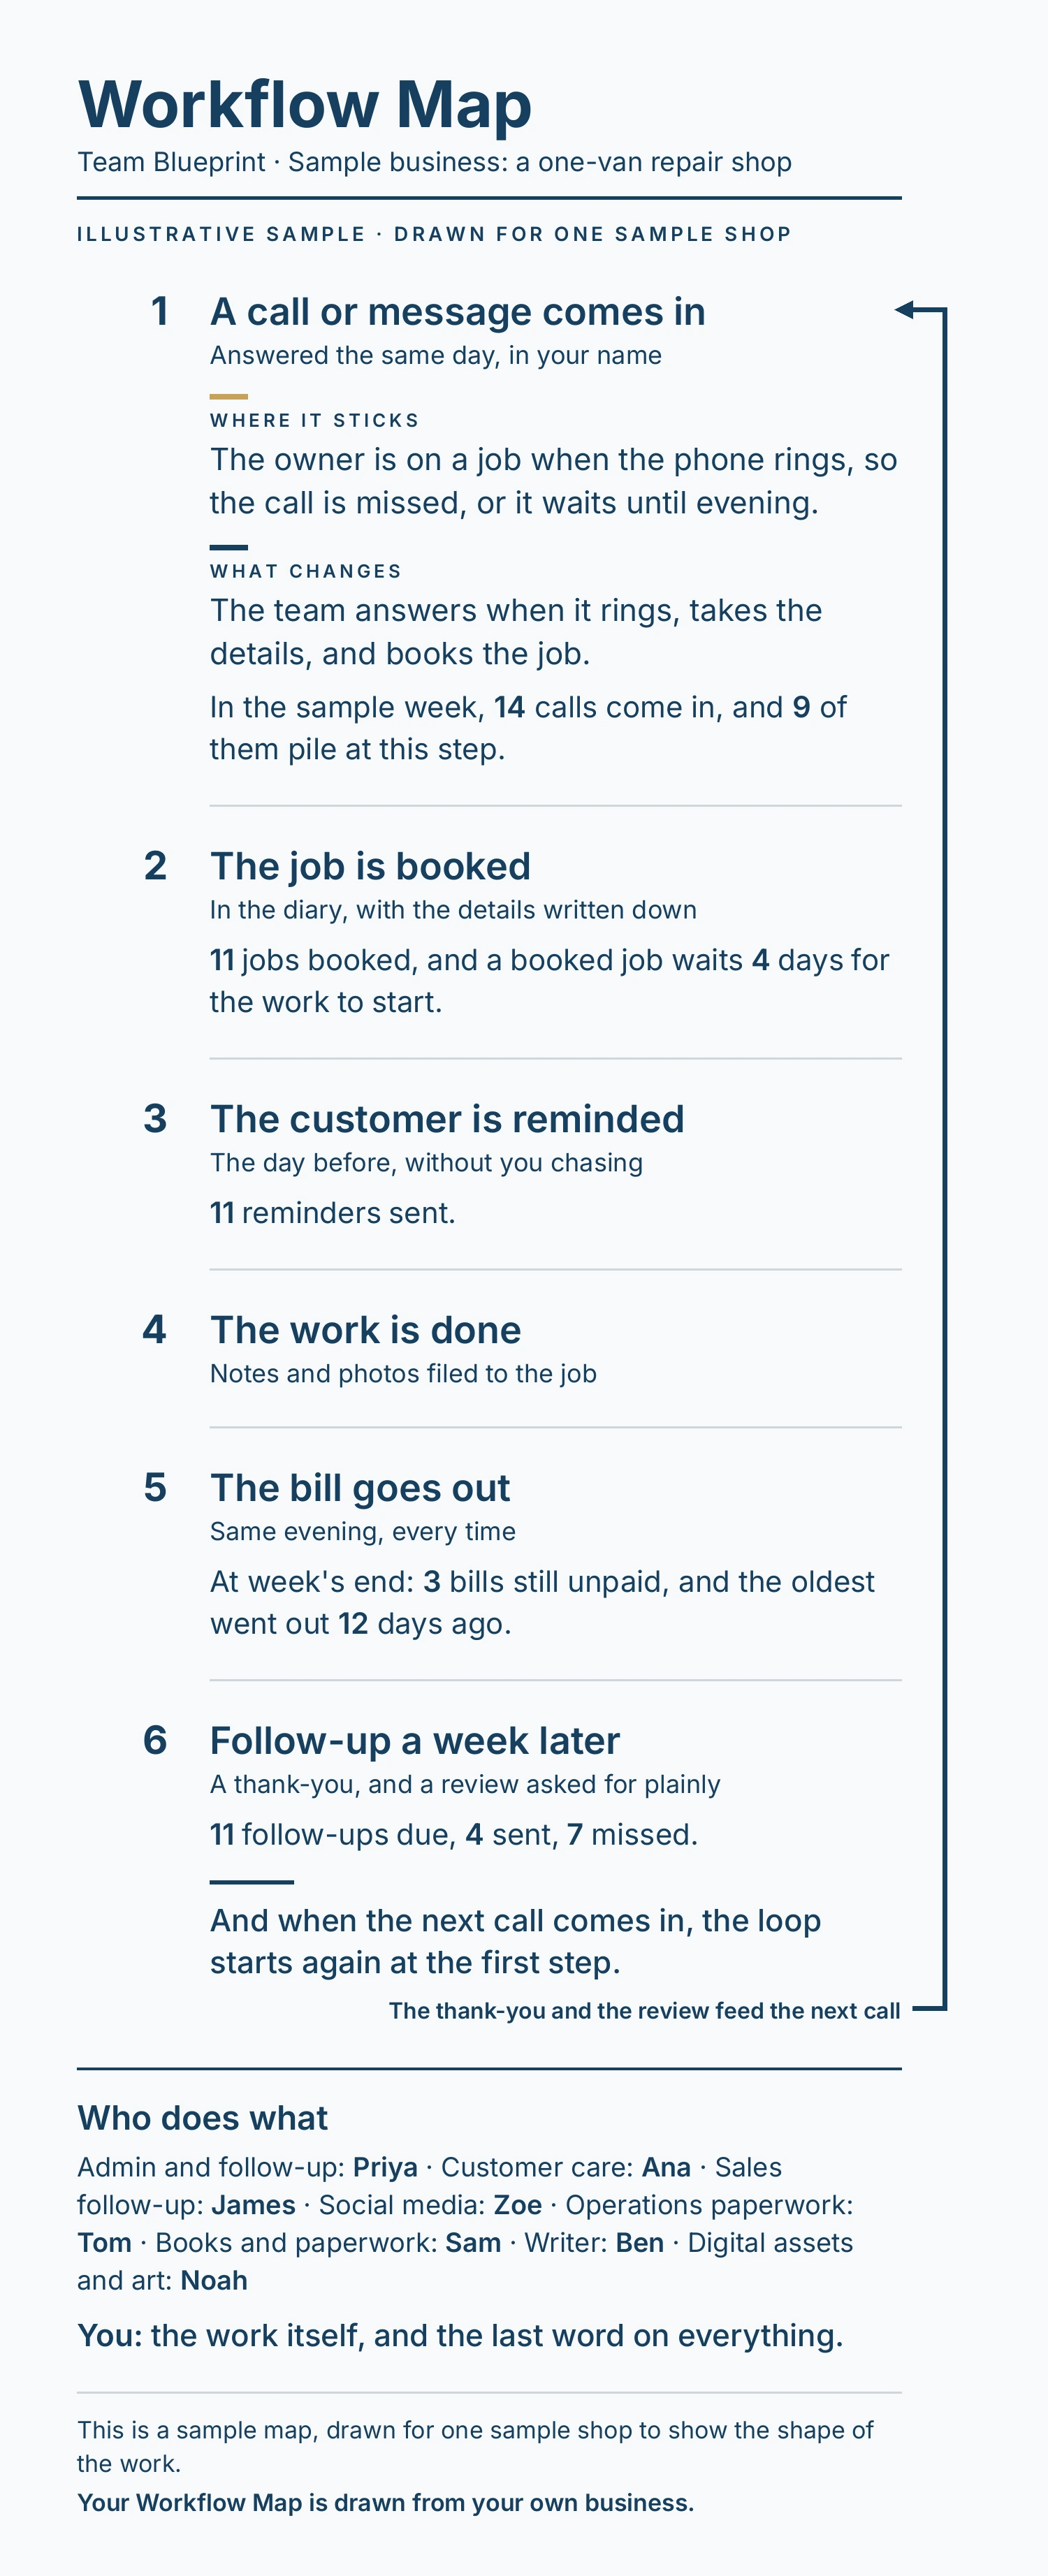 Workflow Map
Team Blueprint · Sample business: a one-van repair shop
ILLUSTRATIVE SAMPLE · DRAWN FOR ONE SAMPLE SHOP
1 A call or message comes in
Answered the same day, in your name
WHERE IT STICKS
The owner is on a job when the phone rings, so
the call is missed, or it waits until evening.
WHAT CHANGES
The team answers when it rings, takes the
details, and books the job.
In the sample week, 14 calls come in, and 9 of
them pile at this step.
2 The job is booked
In the diary, with the details written down
11 jobs booked, and a booked job waits 4 days for
the work to start.
3 The customer is reminded
The day before, without you chasing
11 reminders sent.
4 The work is done
Notes and photos filed to the job
5 The bill goes out
Same evening, every time
At week's end: 3 bills still unpaid, and the oldest
went out 12 days ago.
6 Follow-up a week later
A thank-you, and a review asked for plainly
11 follow-ups due, 4 sent, 7 missed.
And when the next call comes in, the loop
starts again at the first step.
The thank-you and the review feed the next call
Who does what
Admin and follow-up: Priya · Customer care: Ana · Sales
follow-up: James · Social media: Zoe · Operations paperwork:
Tom · Books and paperwork: Sam · Writer: Ben · Digital assets
and art: Noah
You: the work itself, and the last word on everything.
This is a sample map, drawn for one sample shop to show the shape of
the work.
Your Workflow Map is drawn from your own business.